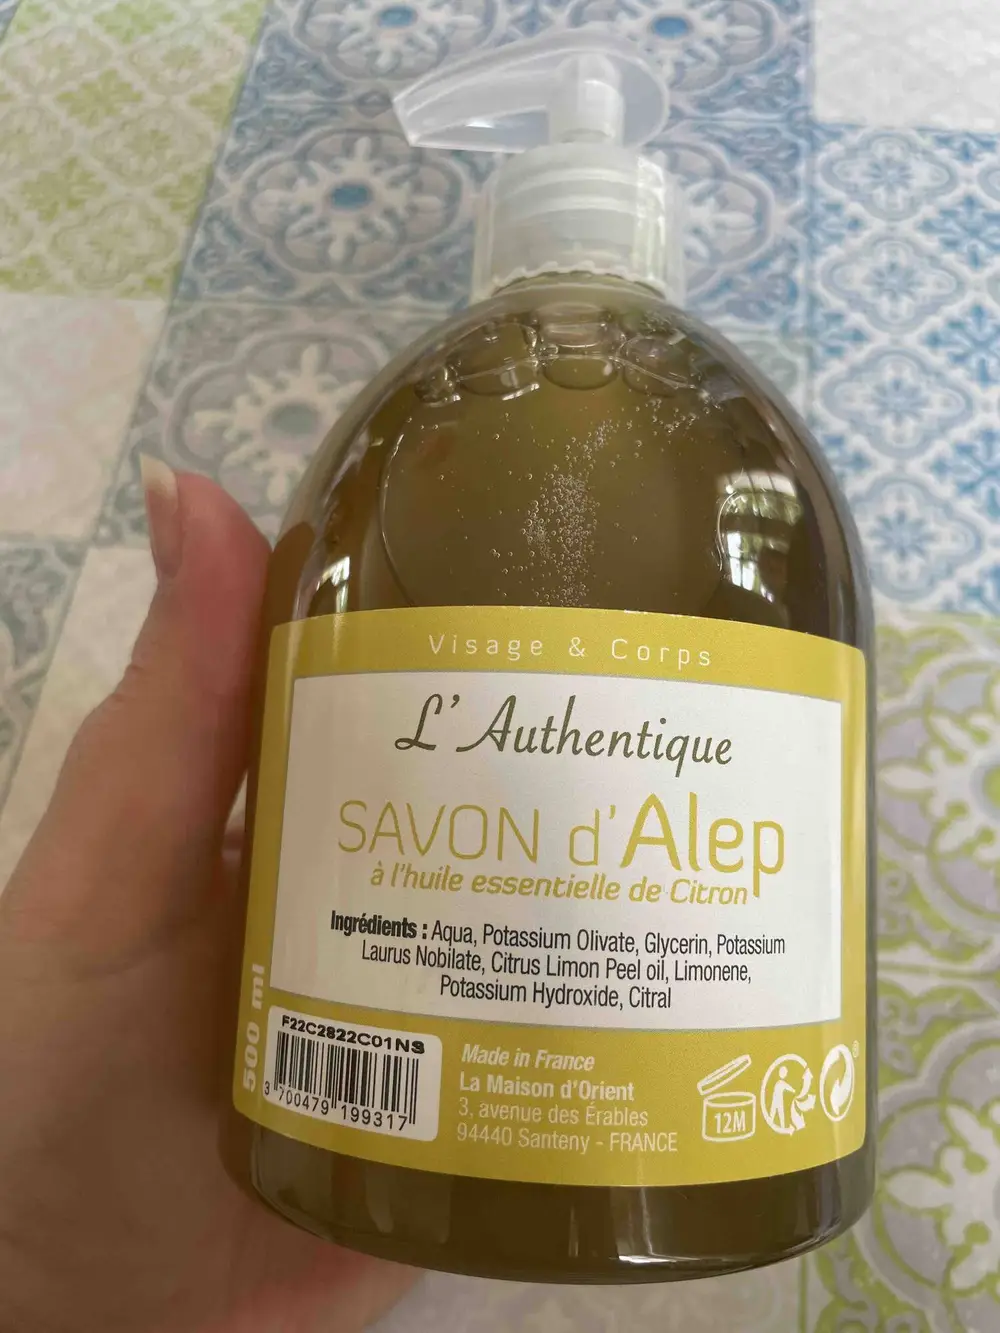 Visage & Corps
L'Authentique
SAVON d'Alep
à l'huile essentielle de Citron
Ingrédients : Aqua, Potassium Olivate, Glycerin, Potassium
Laurus Nobilate, Citrus Limon Peel oil, Limonene,
Potassium Hydroxide, Citral
500 ml
F22C2822C01NS
3 700479 199317
Made in France
La Maison d'Orient
3, avenue des Érables
94440 Santeny - FRANCE
12M
®